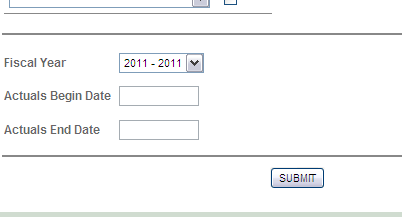 Fiscal Year 2011 - 2011
Actuals Begin Date
Actuals End Date
SUBMIT